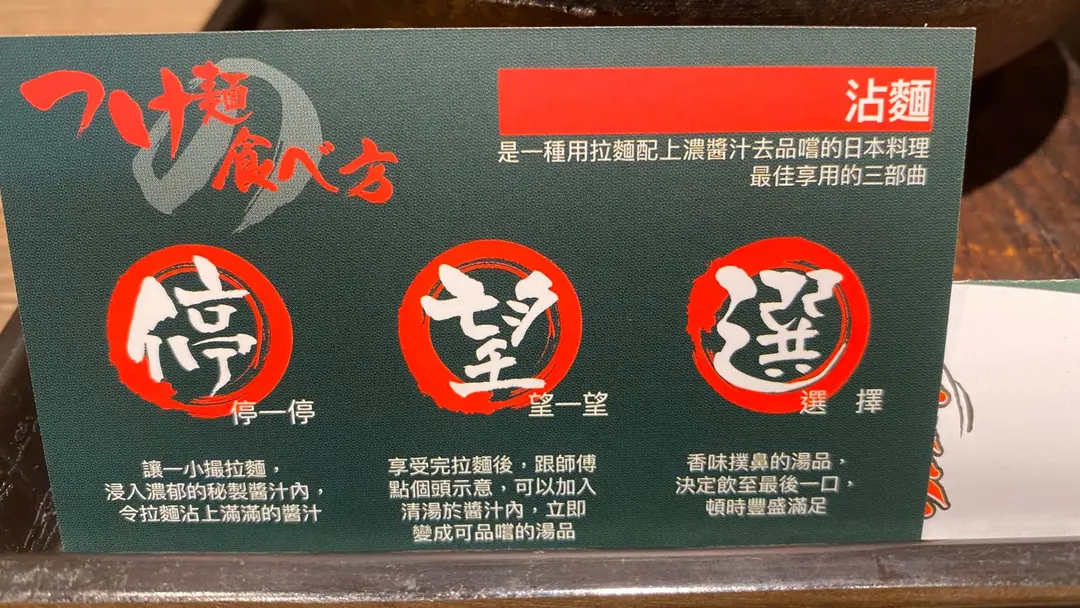 つけ麺の
食べ方
沾麵
是一種用拉麵配上濃醬汁去品嚐的日本料理
最佳享用的三部曲
停
停一停
讓一小撮拉麵，
浸入濃郁的秘製醬汁內，
令拉麵沾上滿滿的醬汁
望
望一望
享受完拉麵後，跟師傅
點個頭示意，可以加入
清湯於醬汁內，立即
變成可品嚐的湯品
選
選 擇
香味撲鼻的湯品，
決定飲至最後一口，
頓時豐盛滿足